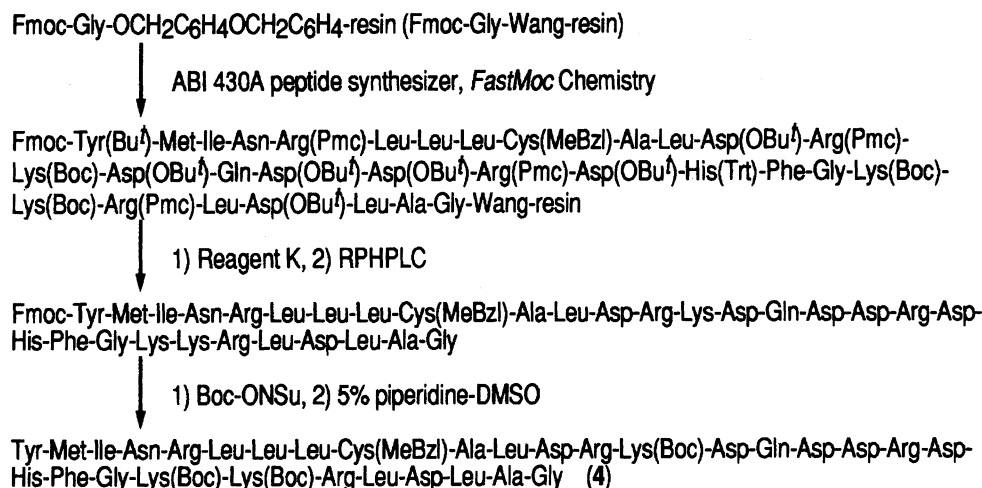 Fmoc-Gly-OCH2C6H4OCH2C6H4-resin (Fmoc-Gly-Wang-resin)
ABI 430A peptide synthesizer, FastMoc Chemistry
Fmoc-Tyr(Buᵗ)-Met-Ile-Asn-Arg(Pmc)-Leu-Leu-Leu-Cys(MeBzl)-Ala-Leu-Asp(OBuᵗ)-Arg(Pmc)-
Lys(Boc)-Asp(OBuᵗ)-Gln-Asp(OBuᵗ)-Asp(OBuᵗ)-Arg(Pmc)-Asp(OBuᵗ)-His(Trt)-Phe-Gly-Lys(Boc)-
Lys(Boc)-Arg(Pmc)-Leu-Asp(OBuᵗ)-Leu-Ala-Gly-Wang-resin
1) Reagent K, 2) RPHPLC
Fmoc-Tyr-Met-Ile-Asn-Arg-Leu-Leu-Leu-Cys(MeBzl)-Ala-Leu-Asp-Arg-Lys-Asp-Gln-Asp-Asp-Arg-Asp-
His-Phe-Gly-Lys-Lys-Arg-Leu-Asp-Leu-Ala-Gly
1) Boc-ONSu, 2) 5% piperidine-DMSO
Tyr-Met-Ile-Asn-Arg-Leu-Leu-Leu-Cys(MeBzl)-Ala-Leu-Asp-Arg-Lys(Boc)-Asp-Gln-Asp-Asp-Arg-Asp-
His-Phe-Gly-Lys(Boc)-Lys(Boc)-Arg-Leu-Asp-Leu-Ala-Gly (4)